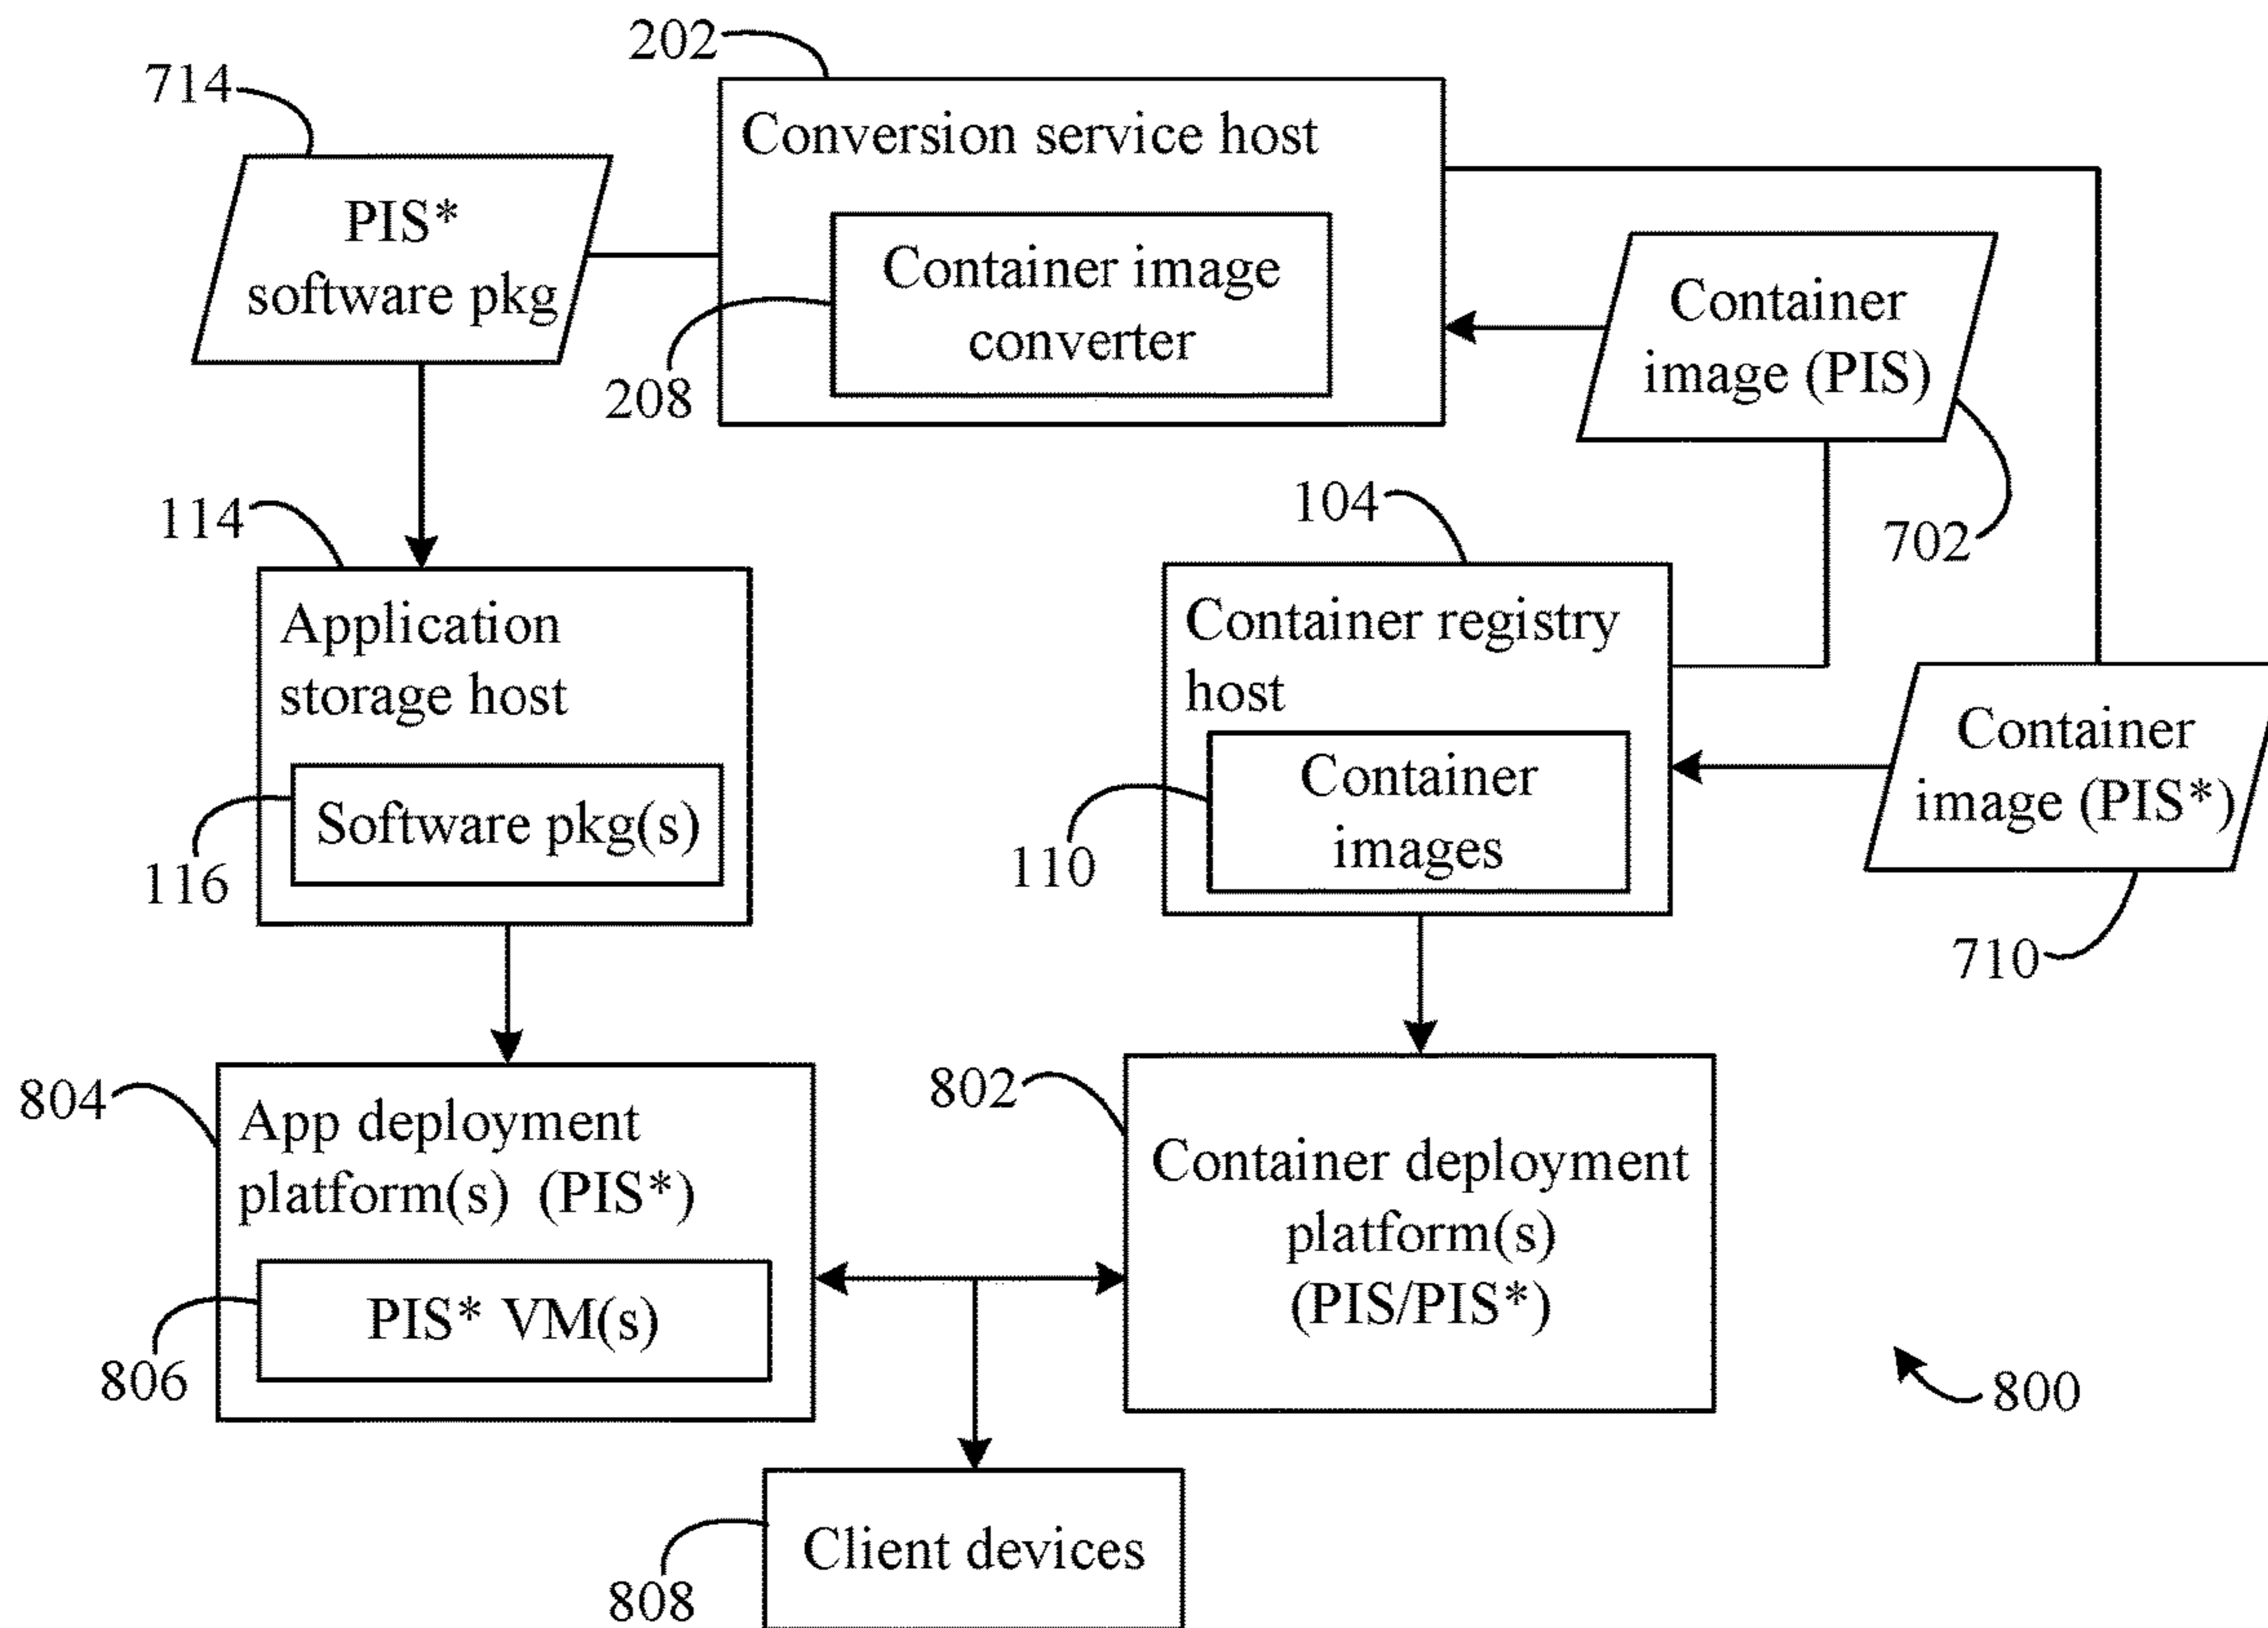 202
714
Conversion service host
PIS*
software pkg
Container image
converter
208
Container
image (PIS)
702
114
104
Application
storage host
Container registry
host
Software pkg(s)
116
Container
images
110
Container
image (PIS*)
710
804
802
App deployment
platform(s) (PIS*)
PIS* VM(s)
806
Container deployment
platform(s)
(PIS/PIS*)
800
Client devices
808